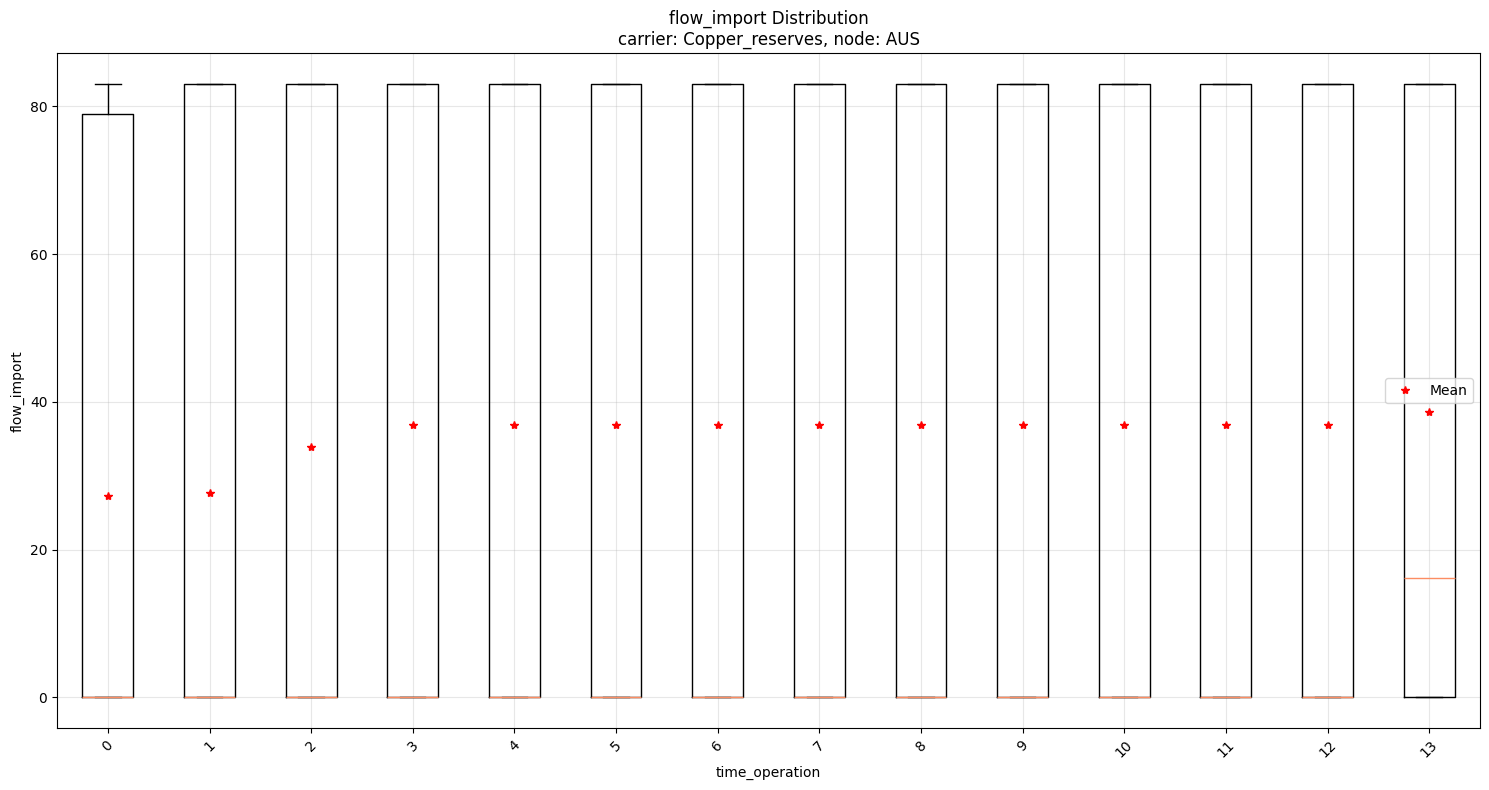 flow_import Distribution
carrier: Copper_reserves, node: AUS
flow_import
80
60
40
20
0
Mean
0 1 2 3 4 5 6 7 8 9 10 11 12 13
time_operation